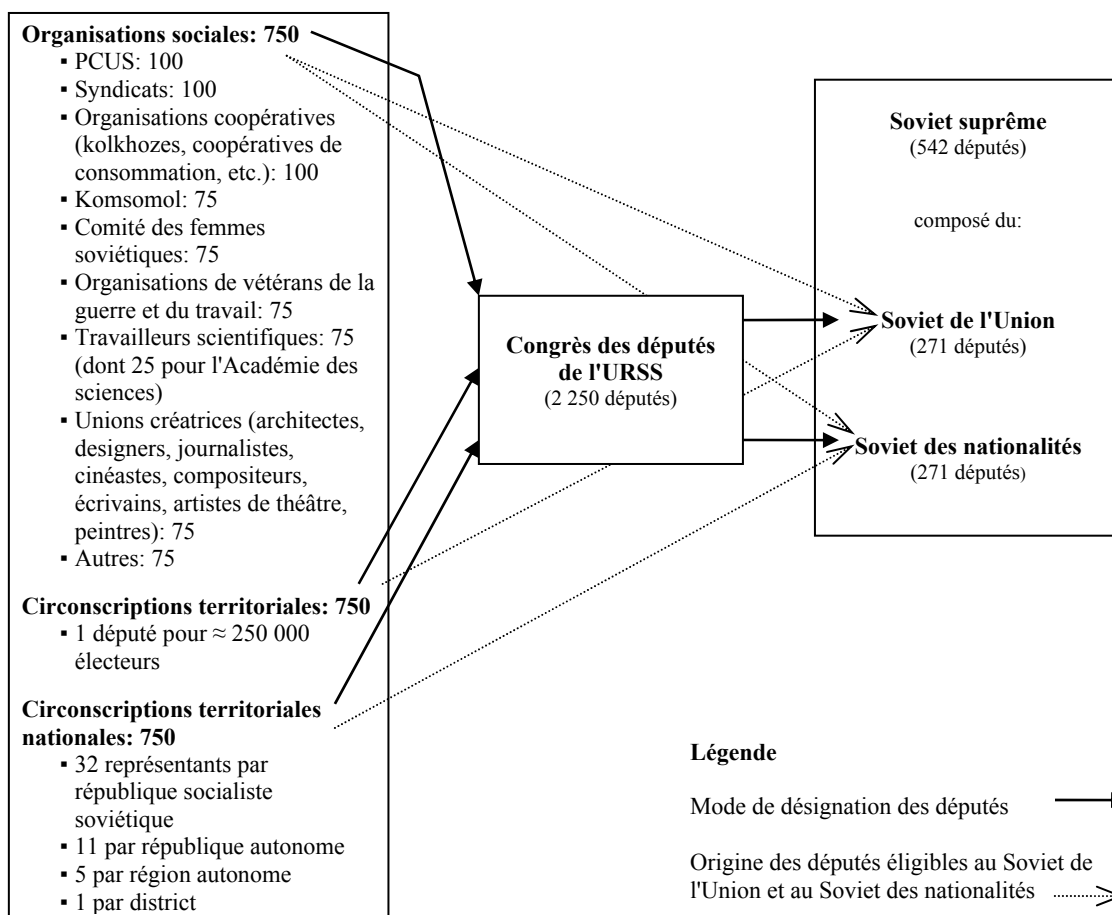 Organisations sociales: 750
▪ PCUS: 100
▪ Syndicats: 100
▪ Organisations coopératives
(kolkhozes, coopératives de
consommation, etc.): 100
▪ Komsomol: 75
▪ Comité des femmes
soviétiques: 75
▪ Organisations de vétérans de la
guerre et du travail: 75
▪ Travailleurs scientifiques: 75
(dont 25 pour l'Académie des
sciences)
▪ Unions créatrices (architectes,
designers, journalistes,
cinéastes, compositeurs,
écrivains, artistes de théâtre,
peintres): 75
▪ Autres: 75
Circonscriptions territoriales: 750
▪ 1 député pour ≈ 250 000
électeurs
Circonscriptions territoriales
nationales: 750
▪ 32 représentants par
république socialiste
soviétique
▪ 11 par république autonome
▪ 5 par région autonome
▪ 1 par district
Congrès des députés
de l'URSS
(2 250 députés)
Soviet suprême
(542 députés)
composé du:
Soviet de l'Union
(271 députés)
Soviet des nationalités
(271 députés)
Légende
Mode de désignation des députés
Origine des députés éligibles au Soviet de
l'Union et au Soviet des nationalités